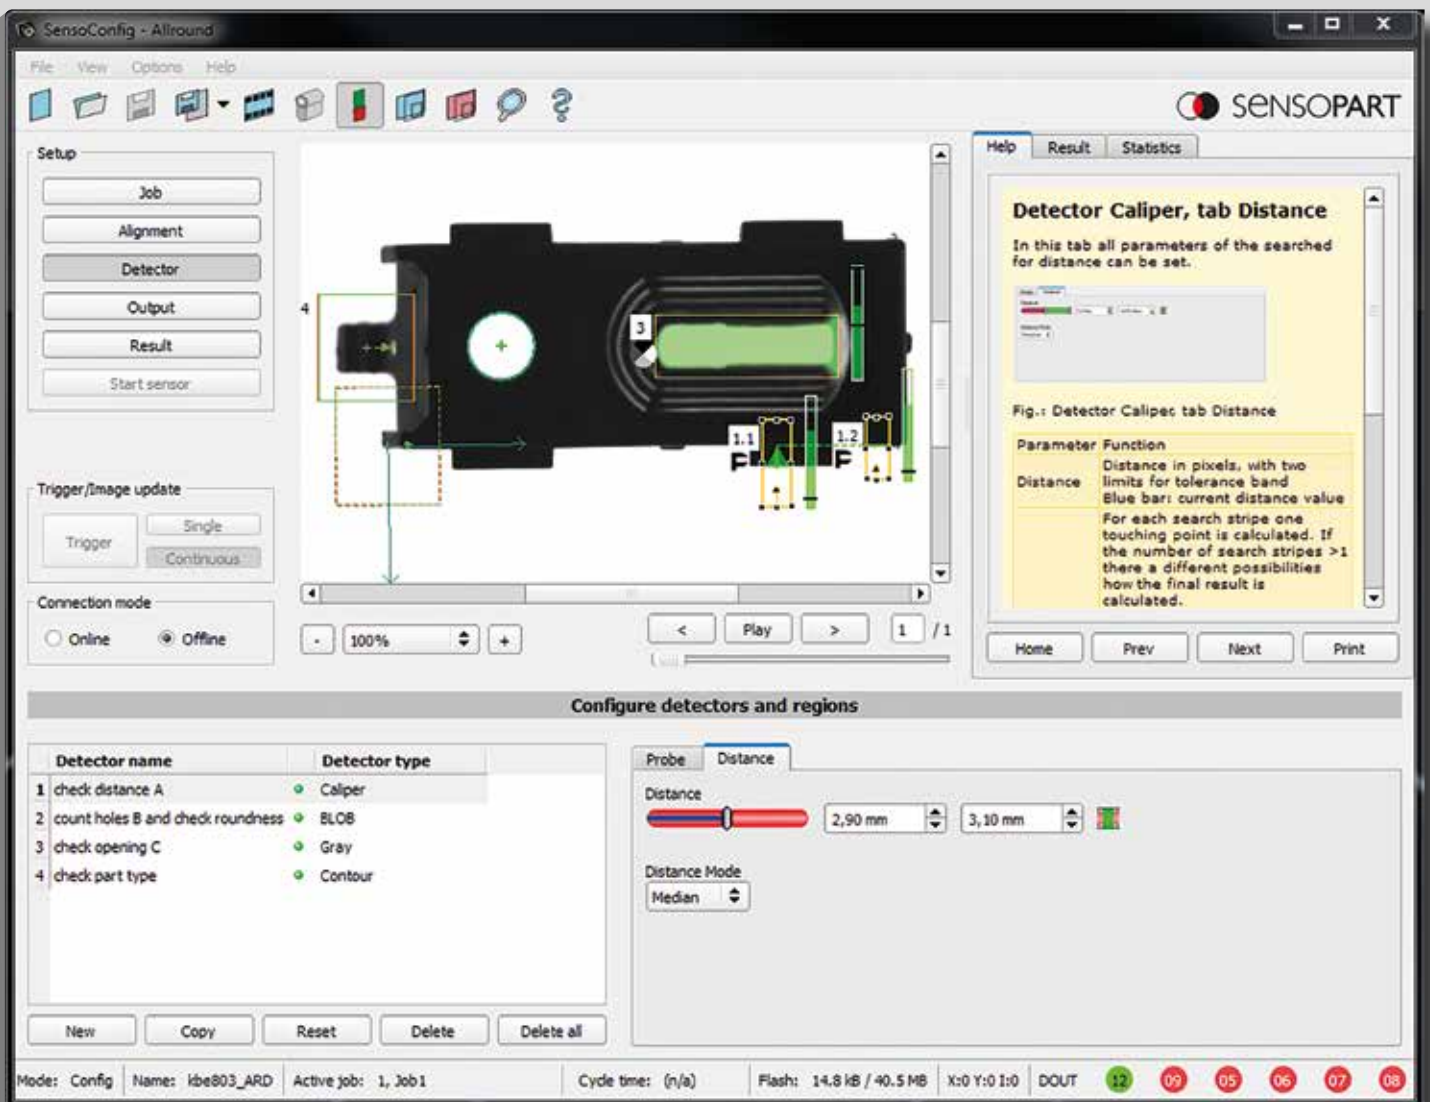 SensoConfig - Allround
File View Options Help
SENSOPART
Setup
Job
Alignment
Detector
Output
Result
Start sensor
Trigger/Image update
Trigger
Single
Continuous
Connection mode
Online Offline
4
3
1.1
1.2
- 100% +
< Play > 1 /1
Help Result Statistics
Detector Caliper, tab Distance
In this tab all parameters of the searched
for distance can be set.
Fig.: Detector Caliper, tab Distance
Parameter Function
Distance
Distance in pixels, with two
limits for tolerance band
Blue bar: current distance value
For each search stripe one
touching point is calculated. If
the number of search stripes >1
there a different possibilities
how the final result is
calculated.
Home Prev Next Print
Configure detectors and regions
Detector name Detector type
1 check distance A Caliper
2 count holes B and check roundness BLOB
3 check opening C Gray
4 check part type Contour
New Copy Reset Delete Delete all
Probe Distance
Distance
2,90 mm 3,10 mm
Distance Mode
Median
Mode: Config Name: kbe803_ARD Active job: 1, Job1 Cycle time: (n/a) Flash: 14.8 kB / 40.5 MB X:0 Y:0 I:0 DOUT 12 09 05 06 07 08